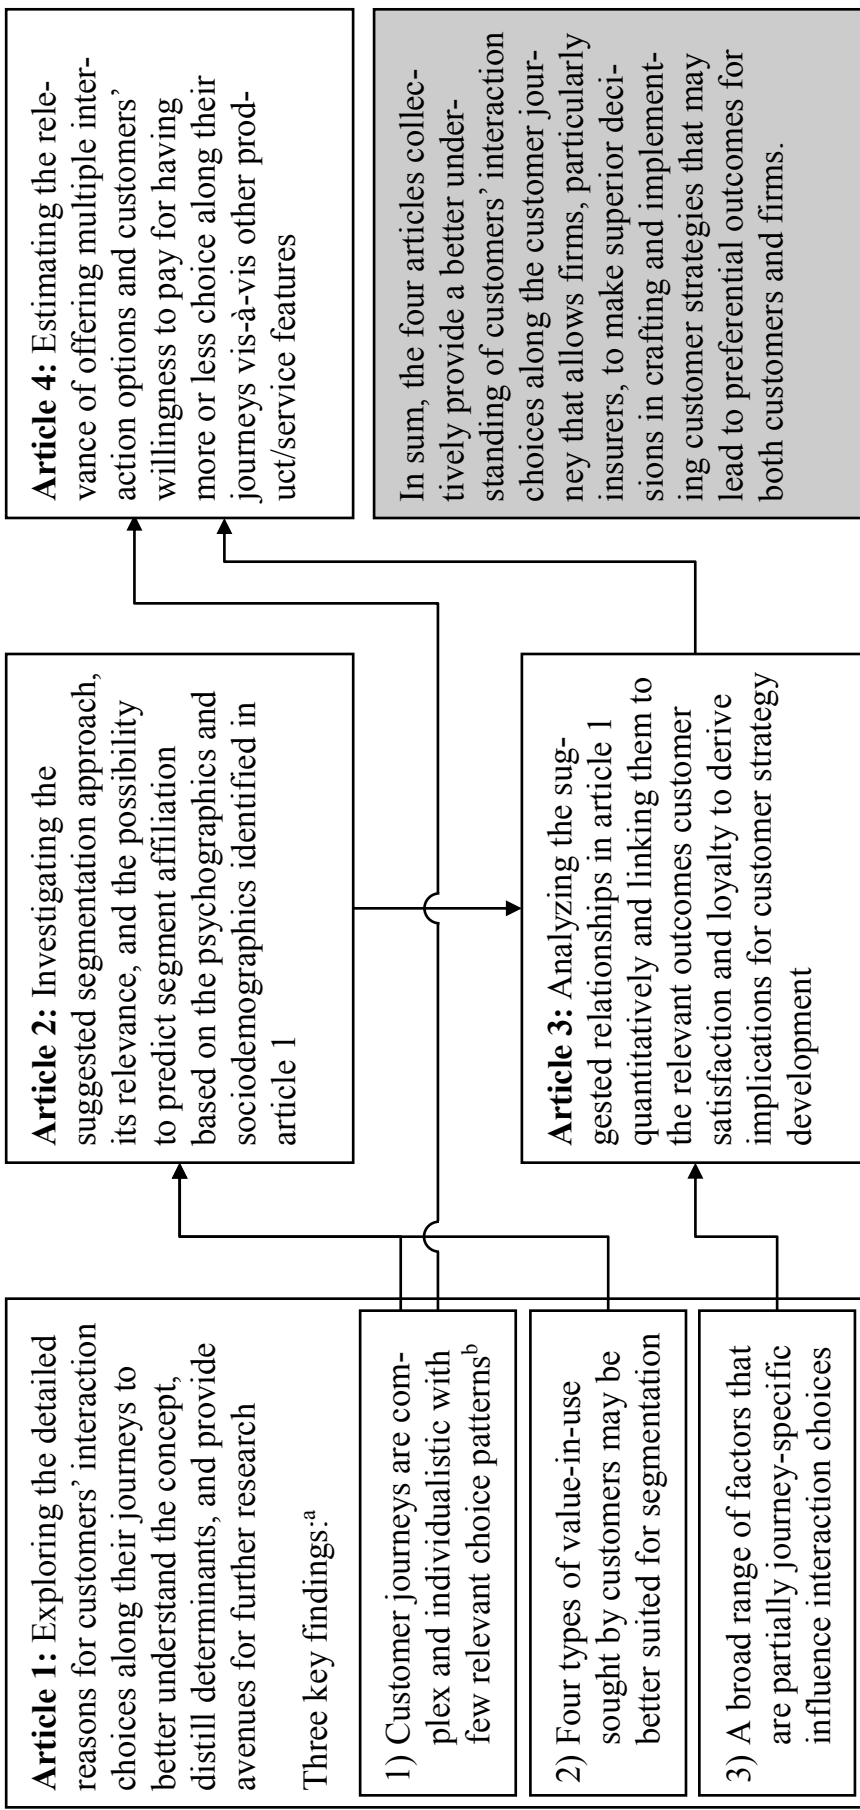 Article 1: Exploring the detailed
reasons for customers’ interaction
choices along their journeys to
better understand the concept,
distill determinants, and provide
avenues for further research
Three key findings:a
1) Customer journeys are com-
plex and individualistic with
few relevant choice patternsb
2) Four types of value-in-use
sought by customers may be
better suited for segmentation
3) A broad range of factors that
are partially journey-specific
influence interaction choices
Article 2: Investigating the
suggested segmentation approach,
its relevance, and the possibility
to predict segment affiliation
based on the psychographics and
sociodemographics identified in
article 1
Article 3: Analyzing the sug-
gested relationships in article 1
quantitatively and linking them to
the relevant outcomes customer
satisfaction and loyalty to derive
implications for customer strategy
development
Article 4: Estimating the rele-
vance of offering multiple inter-
action options and customers’
willingness to pay for having
more or less choice along their
journeys vis-à-vis other prod-
uct/service features
In sum, the four articles collec-
tively provide a better under-
standing of customers’ interaction
choices along the customer jour-
ney that allows firms, particularly
insurers, to make superior deci-
sions in crafting and implement-
ing customer strategies that may
lead to preferential outcomes for
both customers and firms.